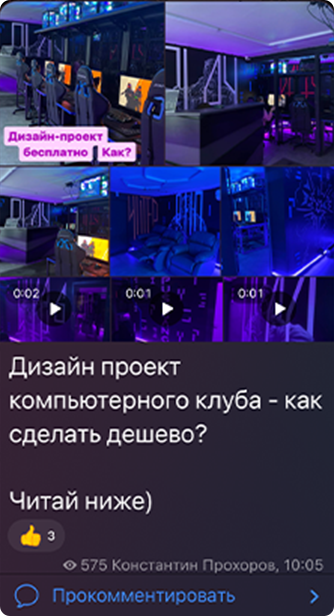 Дизайн-проект
бесплатно Как?
0:02
0:01
0:01
Дизайн проект
компьютерного клуба - как
сделать дешево?
Читай ниже)
👍 3
575 Константин Прохоров, 10:05
Прокомментировать